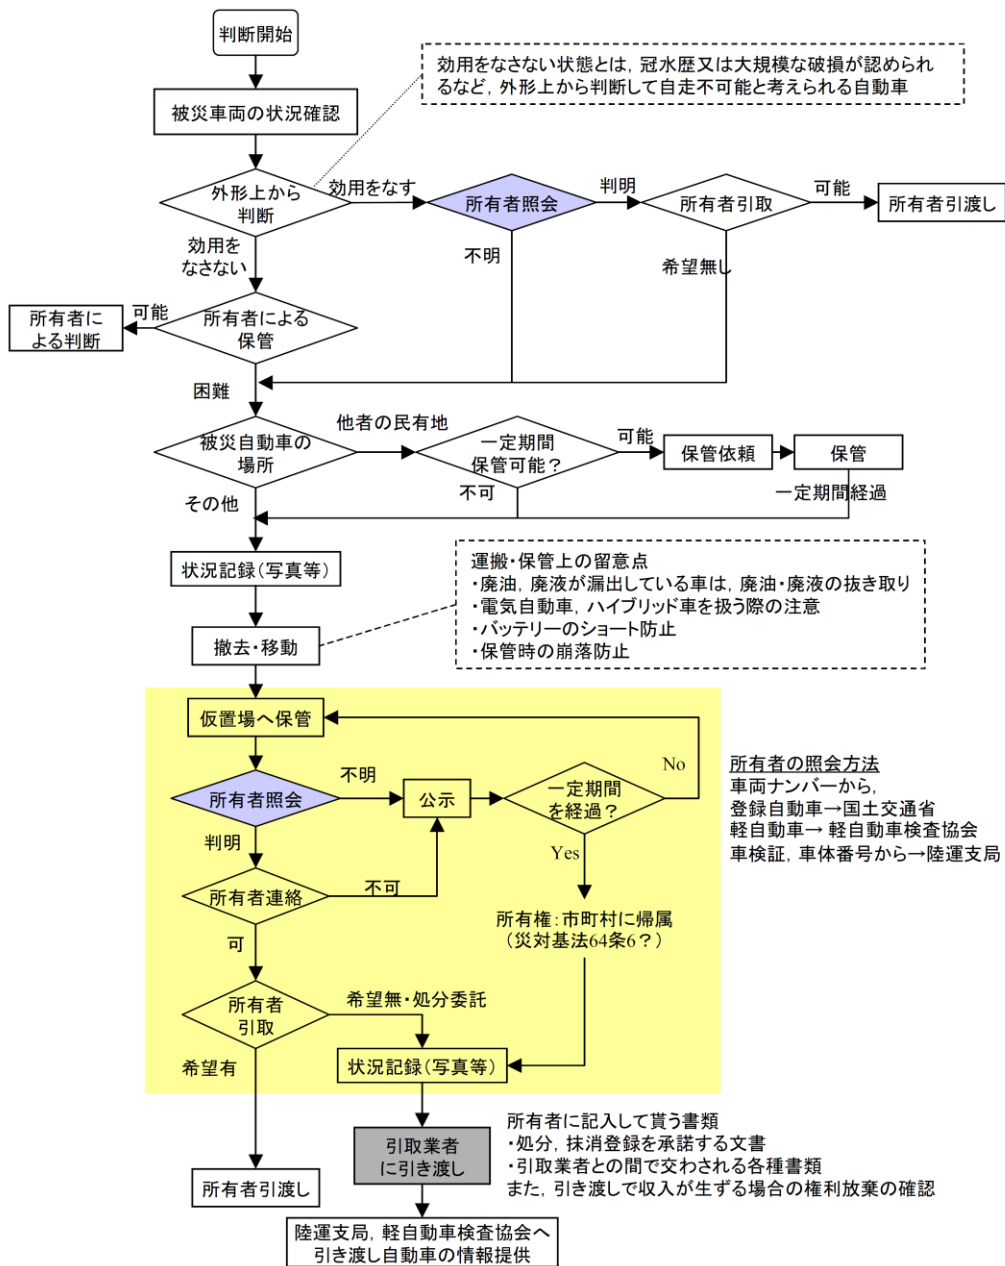 判断開始
効用をなさない状態とは，冠水歴又は大規模な破損が認められ
るなど，外形上から判断して自走不可能と考えられる自動車
被災車両の状況確認
外形上から
判断
効用をなす
所有者照会
判明
所有者引取
可能
所有者引渡し
効用を
なさない
不明
希望無し
所有者に
よる判断
可能
所有者による
保管
困難
被災自動車の
場所
他者の民有地
一定期間
保管可能？
可能
保管依頼
保管
その他
不可
一定期間経過
状況記録（写真等）
運搬・保管上の留意点
・廃油，廃液が漏出している車は，廃油・廃液の抜き取り
・電気自動車，ハイブリッド車を扱う際の注意
・バッテリーのショート防止
・保管時の崩落防止
撤去・移動
仮置場へ保管
所有者照会
不明
公示
一定期間
を経過？
No
所有者の照会方法
車両ナンバーから，
登録自動車→国土交通省
軽自動車→ 軽自動車検査協会
車検証，車体番号から→陸運支局
判明
Yes
所有者連絡
不可
所有権：市町村に帰属
（災対基法64条6？）
可
所有者
引取
希望無・処分委託
希望有
状況記録（写真等）
引取業者
に引き渡し
所有者に記入して貰う書類
・処分，抹消登録を承諾する文書
・引取業者との間で交わされる各種書類
また，引き渡しで収入が生ずる場合の権利放棄の確認
所有者引渡し
陸運支局，軽自動車検査協会へ
引き渡し自動車の情報提供